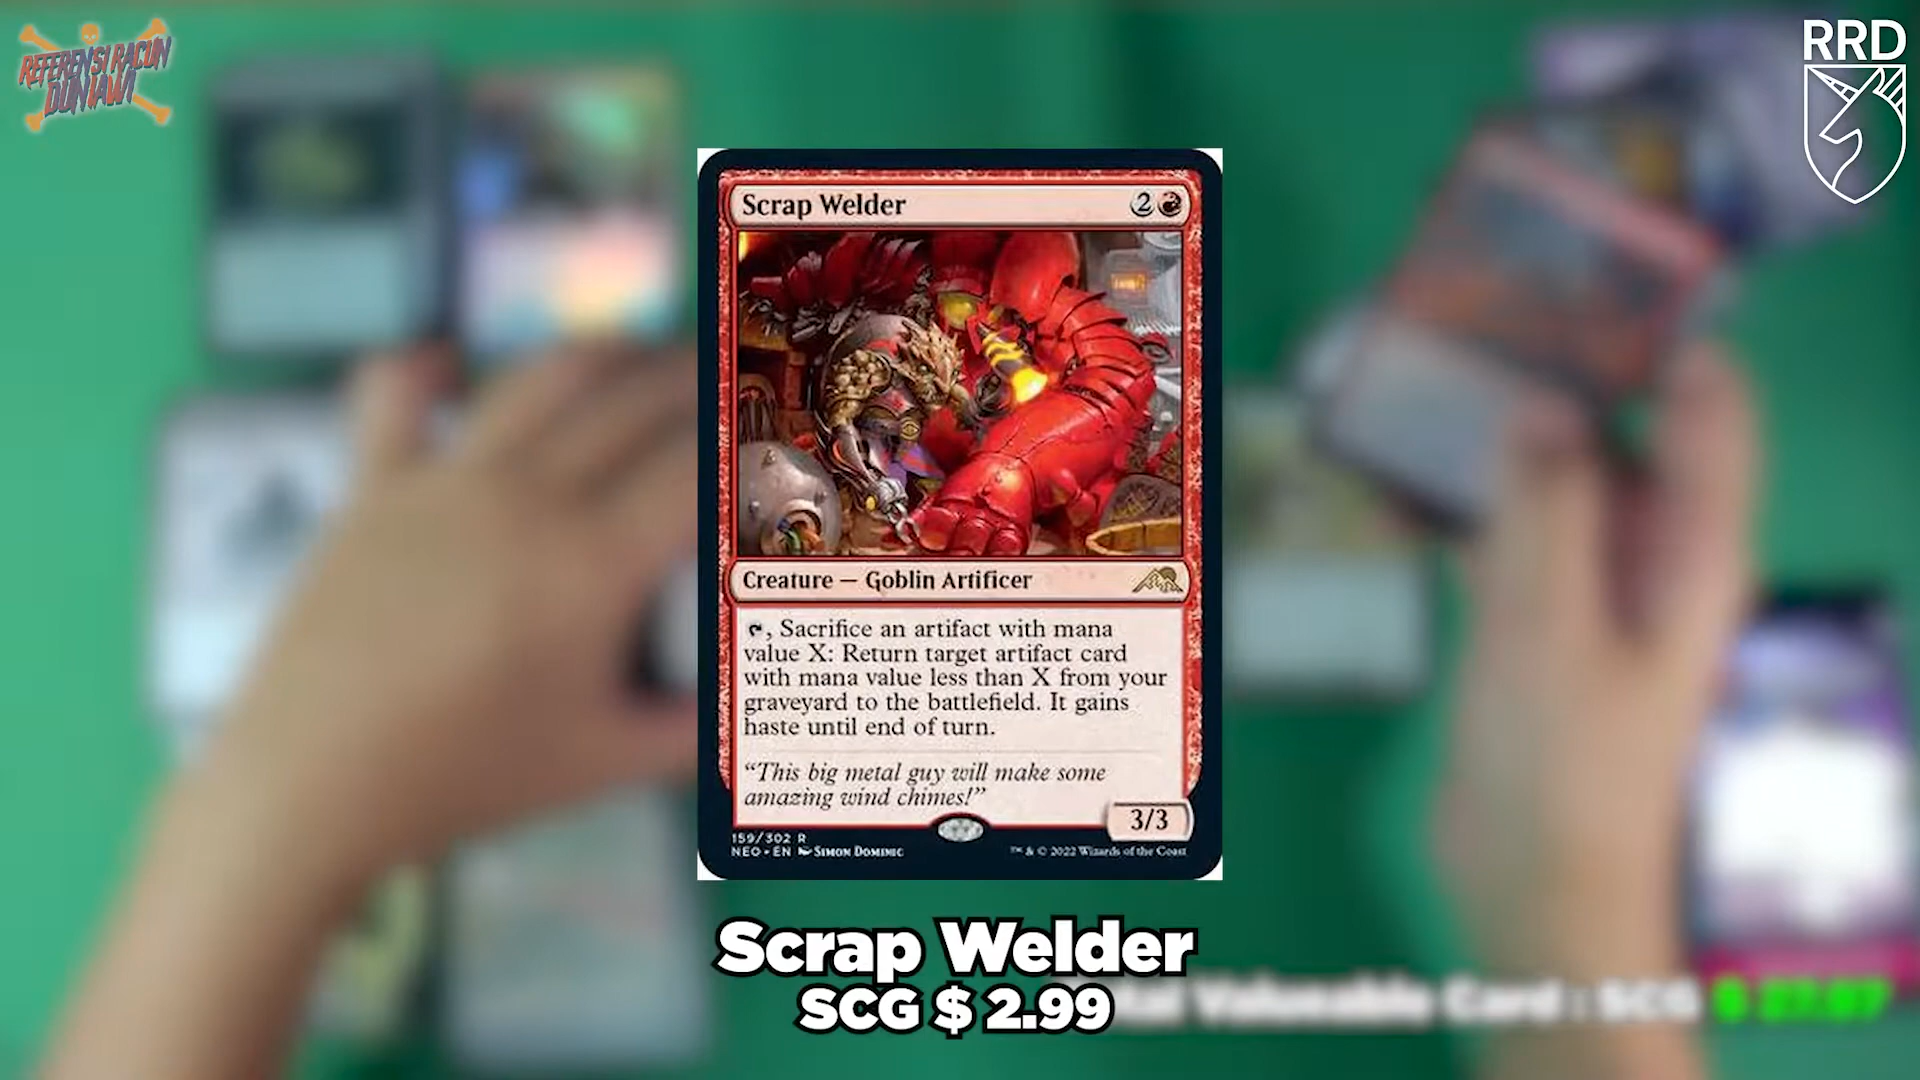 REFERENSI RACUN
DUNIAWI
RRD
Scrap Welder 2
Creature — Goblin Artificer
, Sacrifice an artifact with mana
value X: Return target artifact card
with mana value less than X from your
graveyard to the battlefield. It gains
haste until end of turn.
“This big metal guy will make some
amazing wind chimes!”
3/3
159/302 R
NEO • EN SIMON DOMINIC
™ & © 2022 Wizards of the Coast
Scrap Welder
SCG $ 2.99
Valuable Card : SCG